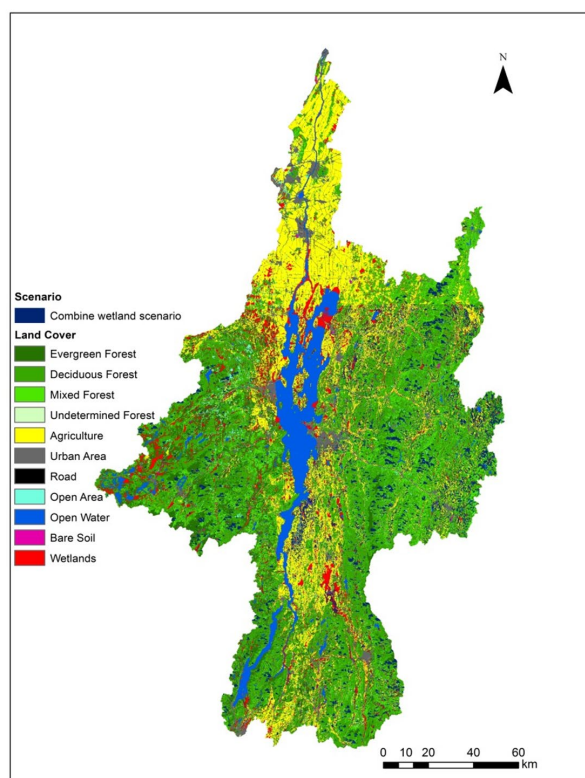 N
Scenario
Combine wetland scenario
Land Cover
Evergreen Forest
Deciduous Forest
Mixed Forest
Undetermined Forest
Agriculture
Urban Area
Road
Open Area
Open Water
Bare Soil
Wetlands
0 10 20 40 60
km